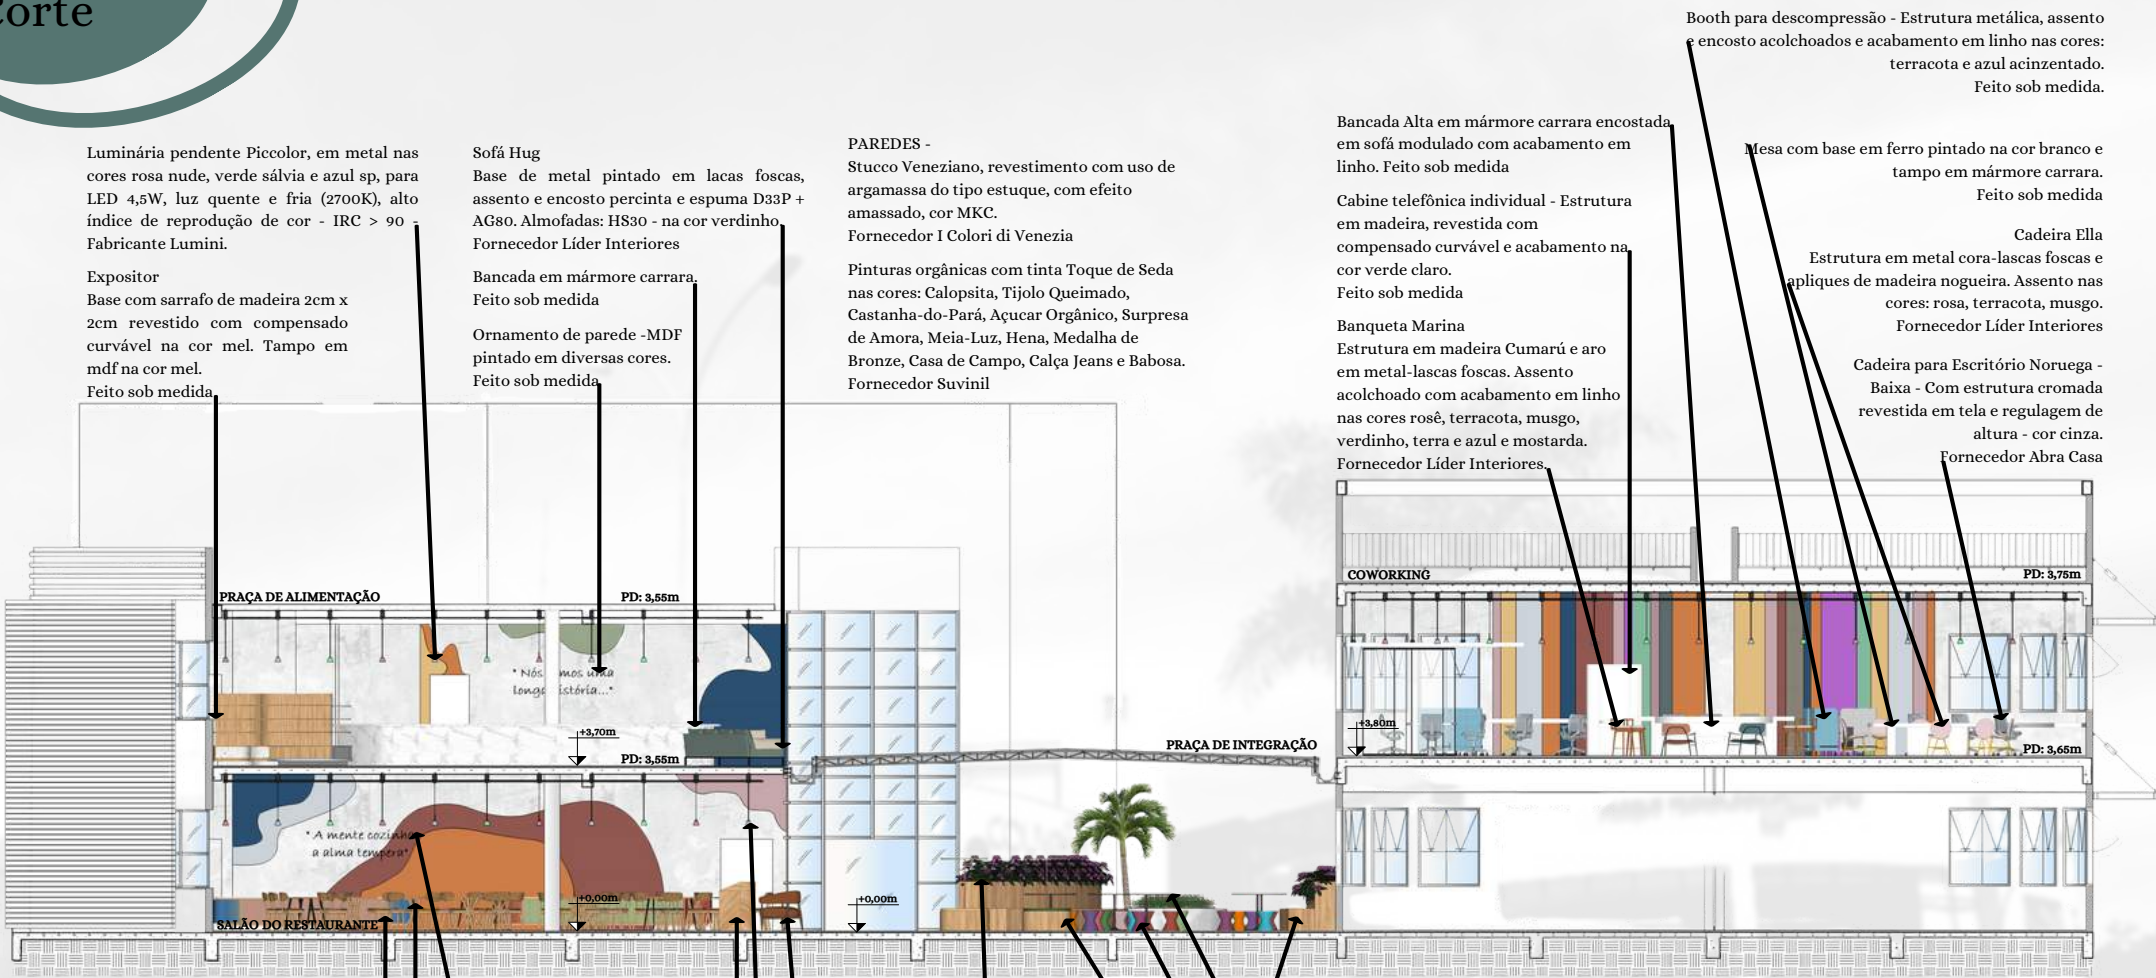 Corte
Luminária pendente Piccolor, em metal nas
cores rosa nude, verde sálvia e azul sp, para
LED 4,5W, luz quente e fria (2700K), alto
índice de reprodução de cor - IRC > 90 -
Fabricante Lumini.
Expositor
Base com sarrafo de madeira 2cm x
2cm revestido com compensado
curvável na cor mel. Tampo em
mdf na cor mel.
Feito sob medida
Sofá Hug
Base de metal pintado em lacas foscas,
assento e encosto percinta e espuma D33P +
AG80. Almofadas: HS30 - na cor verdinho.
Fornecedor Líder Interiores
Bancada em mármore carrara.
Feito sob medida
Ornamento de parede -MDF
pintado em diversas cores.
Feito sob medida
PAREDES -
Stucco Veneziano, revestimento com uso de
argamassa do tipo estuque, com efeito
amassado, cor MKC.
Fornecedor I Colori di Venezia
Pinturas orgânicas com tinta Toque de Seda
nas cores: Calopsita, Tijolo Queimado,
Castanha-do-Pará, Açucar Orgânico, Surpresa
de Amora, Meia-Luz, Hena, Medalha de
Bronze, Casa de Campo, Calça Jeans e Babosa.
Fornecedor Suvinil
Bancada Alta em mármore carrara encostada
em sofá modulado com acabamento em
linho. Feito sob medida
Cabine telefônica individual - Estrutura
em madeira, revestida com
compensado curvável e acabamento na
cor verde claro.
Feito sob medida
Banqueta Marina
Estrutura em madeira Cumarú e aro
em metal-lascas foscas. Assento
acolchoado com acabamento em linho
nas cores rosê, terracota, musgo,
verdinho, terra e azul e mostarda.
Fornecedor Líder Interiores.
Booth para descompressão - Estrutura metálica, assento
e encosto acolchoados e acabamento em linho nas cores:
terracota e azul acinzentado.
Feito sob medida.
Mesa com base em ferro pintado na cor branco e
tampo em mármore carrara.
Feito sob medida
Cadeira Ella
Estrutura em metal cora-lascas foscas e
apliques de madeira nogueira. Assento nas
cores: rosa, terracota, musgo.
Fornecedor Líder Interiores
Cadeira para Escritório Noruega -
Baixa - Com estrutura cromada
revestida em tela e regulagem de
altura - cor cinza.
Fornecedor Abra Casa
PRAÇA DE ALIMENTAÇÃO
PD: 3,55m
" Nós somos uma
longa história..."
+3,70m
PD: 3,55m
" A mente cozinha
a alma tempera"
+0,00m
SALÃO DO RESTAURANTE
+0,00m
PRAÇA DE INTEGRAÇÃO
COWORKING
PD: 3,75m
+3,80m
PD: 3,65m